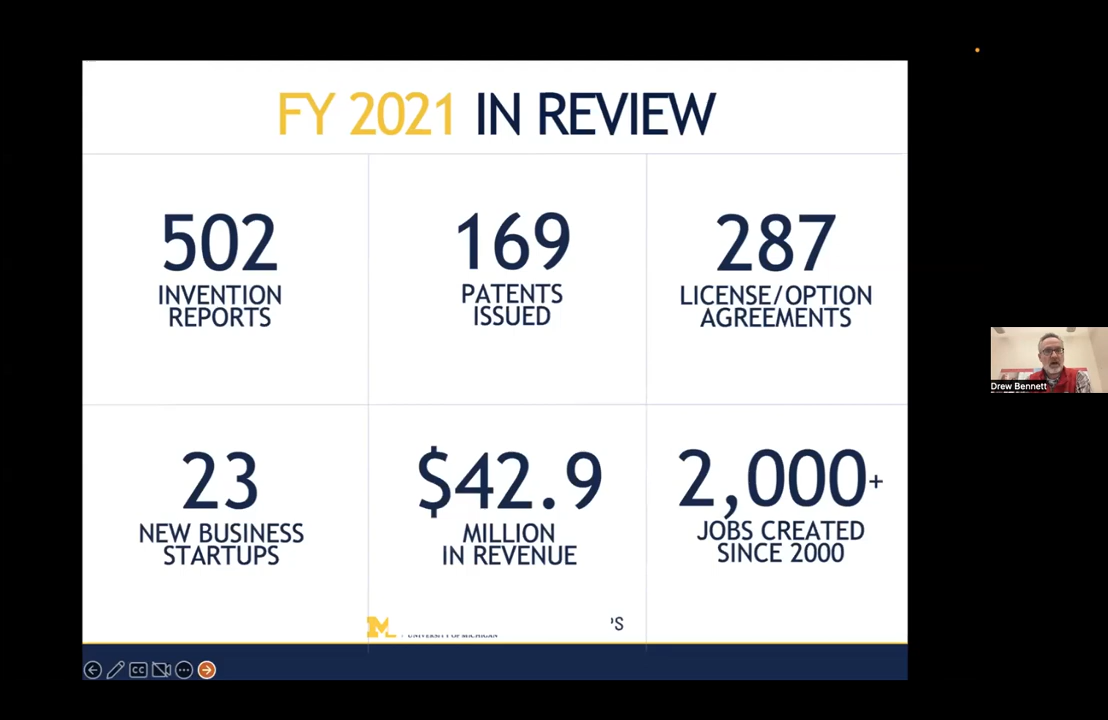 FY 2021 IN REVIEW
502
INVENTION
REPORTS
169
PATENTS
ISSUED
287
LICENSE/OPTION
AGREEMENTS
23
NEW BUSINESS
STARTUPS
$42.9
MILLION
IN REVENUE
2,000+
JOBS CREATED
SINCE 2000
M
UNIVERSITY OF MICHIGAN
CC
Drew Bennett